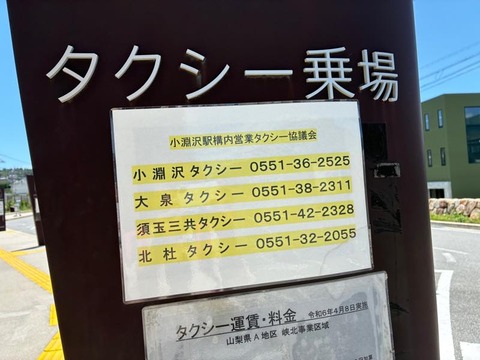 タクシー乗場
小淵沢駅構内営業タクシー協議会
小淵沢タクシー 0551-36-2525
大泉タクシー 0551-38-2311
須玉三共タクシー 0551-42-2328
北杜タクシー 0551-32-2055
タクシー運賃・料金 令和6年4月8日実施
山梨県A地区 峡北事業区域